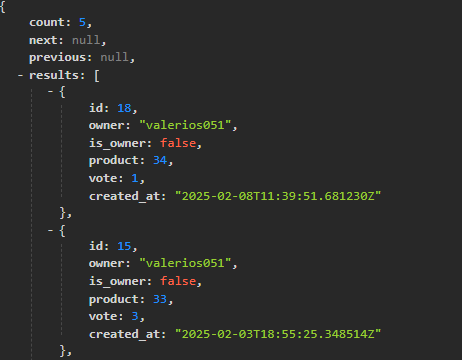 {
count: 5,
next: null,
previous: null,
- results: [
- {
id: 18,
owner: "valerios051",
is_owner: false,
product: 34,
vote: 1,
created_at: "2025-02-08T11:39:51.681230Z"
},
- {
id: 15,
owner: "valerios051",
is_owner: false,
product: 33,
vote: 3,
created_at: "2025-02-03T18:55:25.348514Z"
},